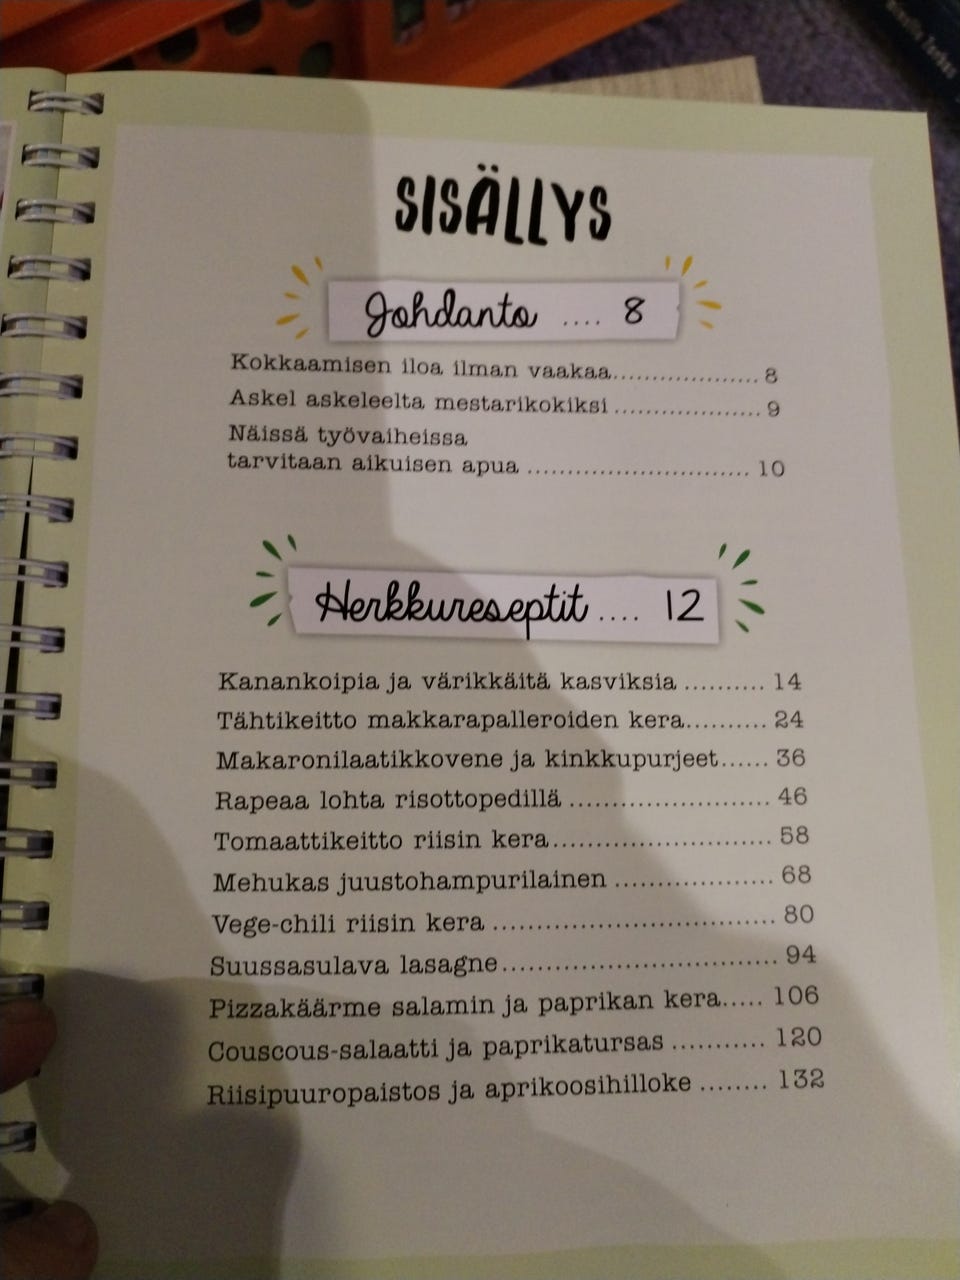 SISÄLLYS
Johdanto .... 8
Kokkaamisen iloa ilman vaakaa.................... 8
Askel askeleelta mestarikokiksi .................... 9
Näissä työvaiheissa
tarvitaan aikuisen apua .............................. 10
Herkkureseptit .... 12
Kanankoipia ja värikkäitä kasviksia .......... 14
Tähtikeitto makkarapalleroiden kera.......... 24
Makaronilaatikkovene ja kinkkupurjeet...... 36
Rapeaa lohta risottopedillä ......................... 46
Tomaattikeitto riisin kera........................... 58
Mehukas juustohampurilainen .................... 68
Vege-chili riisin kera ................................... 80
Suussasulava lasagne.................................. 94
Pizzakäärme salamin ja paprikan kera..... 106
Couscous-salaatti ja paprikatursas ........... 120
Riisipuuropaistos ja aprikoosihilloke ........ 132